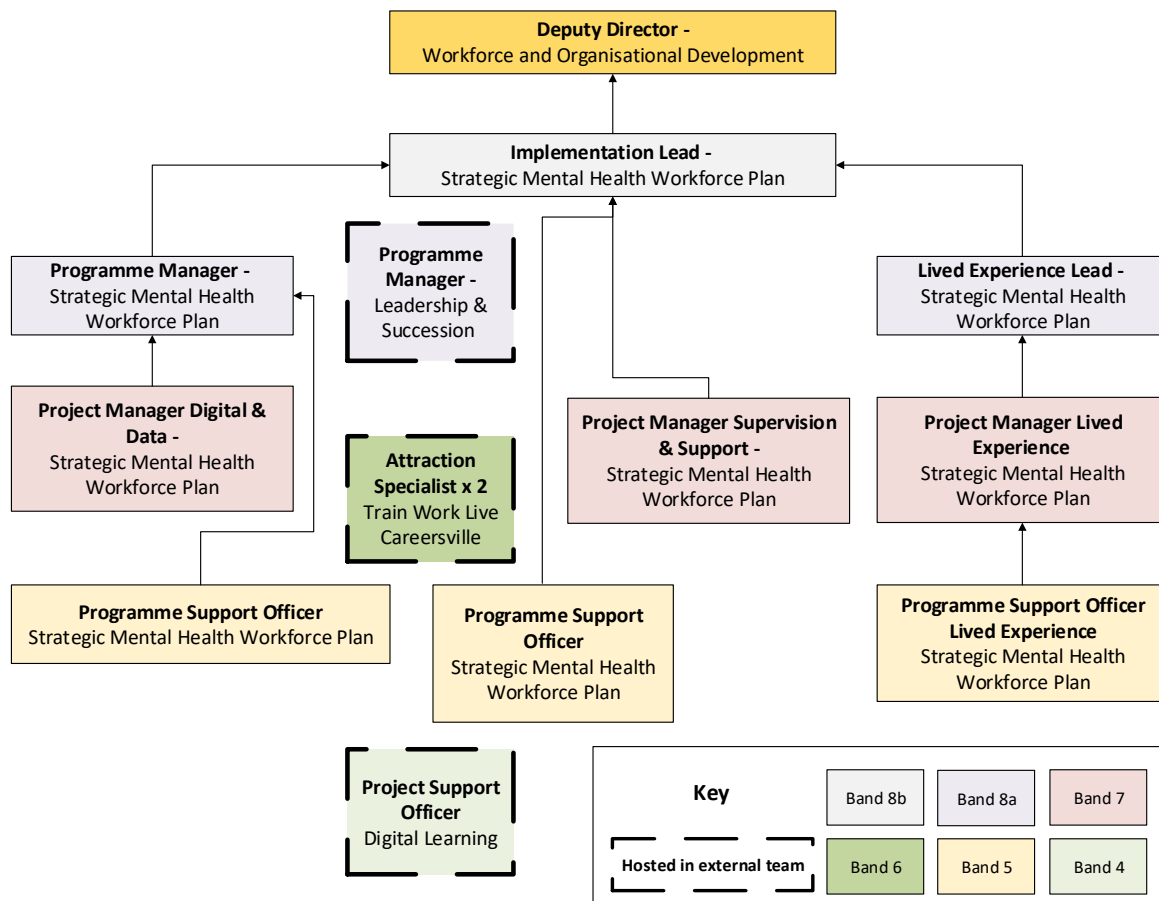 Deputy Director -
Workforce and Organisational Development
Implementation Lead -
Strategic Mental Health Workforce Plan
Programme
Manager -
Leadership &
Succession
Programme Manager -
Strategic Mental Health
Workforce Plan
Lived Experience Lead -
Strategic Mental Health
Workforce Plan
Project Manager Digital &
Data -
Strategic Mental Health
Workforce Plan
Attraction
Specialist x 2
Train Work Live
Careersville
Project Manager Supervision
& Support -
Strategic Mental Health
Workforce Plan
Project Manager Lived
Experience
Strategic Mental Health
Workforce Plan
Programme Support Officer
Strategic Mental Health Workforce Plan
Programme Support
Officer
Strategic Mental Health
Workforce Plan
Programme Support Officer
Lived Experience
Strategic Mental Health
Workforce Plan
Project Support
Officer
Digital Learning
Key
Band 8b
Band 8a
Band 7
Hosted in external team
Band 6
Band 5
Band 4